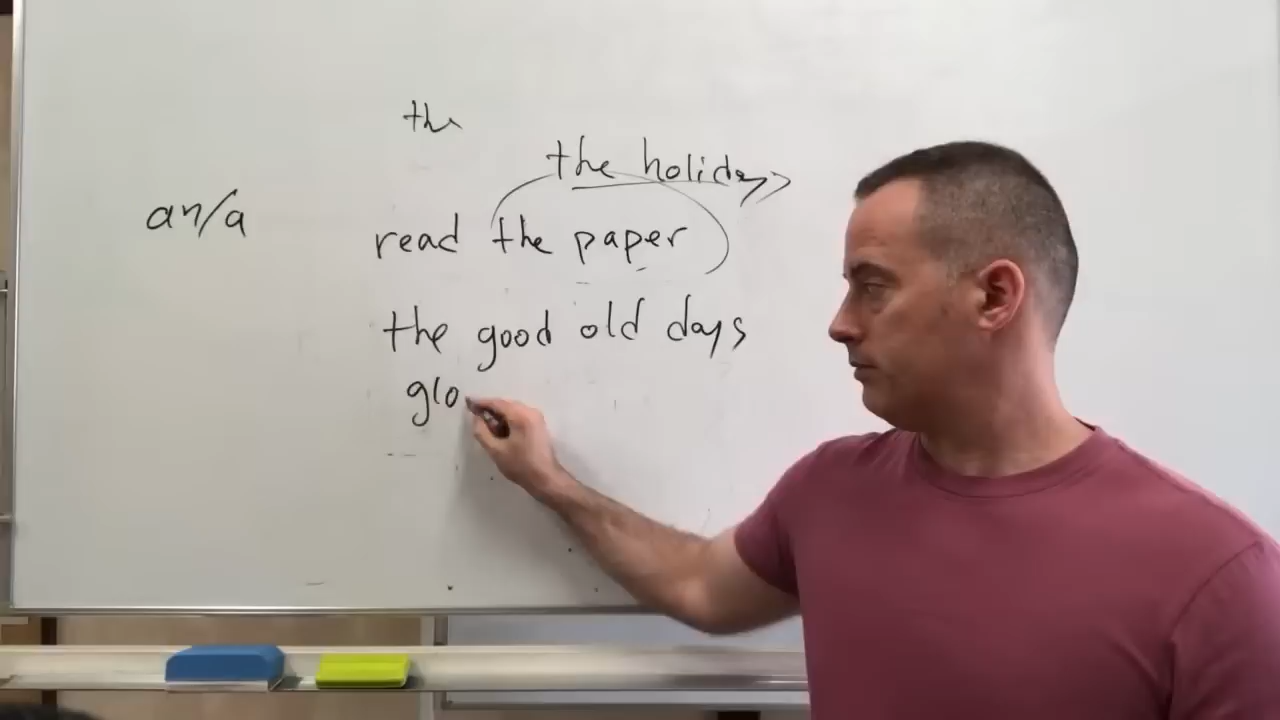 the
the holidays
an/a
read the paper
the good old days
glo